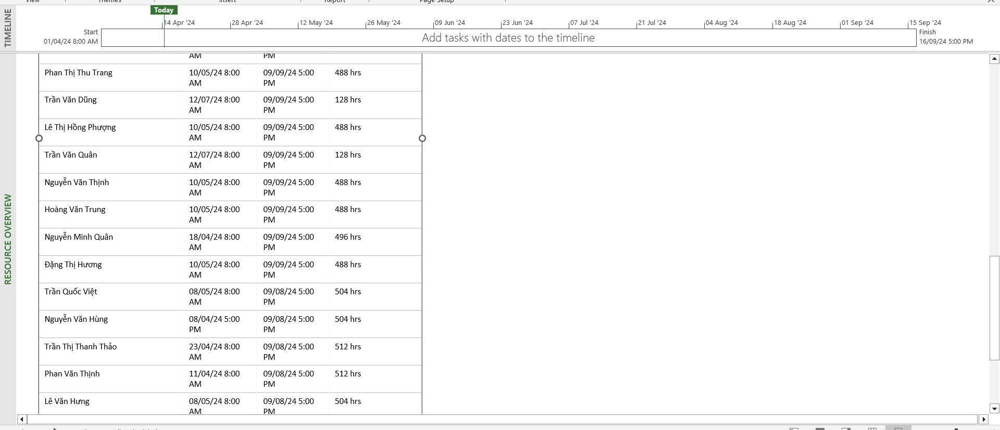 View Themes Insert Report Page Setup
Today
14 Apr '24 28 Apr '24 12 May '24 26 May '24 09 Jun '24 23 Jun '24 07 Jul '24 21 Jul '24 04 Aug '24 18 Aug '24 01 Sep '24 15 Sep '24
TIMELINE
Start
01/04/24 8:00 AM
Add tasks with dates to the timeline
Finish
16/09/24 5:00 PM
RESOURCE OVERVIEW
AM PM
Phan Thị Thu Trang 10/05/24 8:00 09/09/24 5:00 488 hrs
AM PM
Trần Văn Dũng 12/07/24 8:00 09/09/24 5:00 128 hrs
AM PM
Lê Thị Hồng Phượng 10/05/24 8:00 09/09/24 5:00 488 hrs
AM PM
Trần Văn Quân 12/07/24 8:00 09/09/24 5:00 128 hrs
AM PM
Nguyễn Văn Thịnh 10/05/24 8:00 09/09/24 5:00 488 hrs
AM PM
Hoàng Văn Trung 10/05/24 8:00 09/09/24 5:00 488 hrs
AM PM
Nguyễn Minh Quân 18/04/24 8:00 09/09/24 5:00 496 hrs
AM PM
Đặng Thị Hương 10/05/24 8:00 09/09/24 5:00 488 hrs
AM PM
Trần Quốc Việt 08/05/24 8:00 09/08/24 5:00 504 hrs
AM PM
Nguyễn Văn Hùng 08/04/24 5:00 09/08/24 5:00 504 hrs
PM PM
Trần Thị Thanh Thảo 23/04/24 8:00 09/08/24 5:00 512 hrs
AM PM
Phan Văn Thịnh 11/04/24 8:00 09/08/24 5:00 512 hrs
AM PM
Lê Văn Hưng 08/05/24 8:00 09/08/24 5:00 504 hrs
AM PM